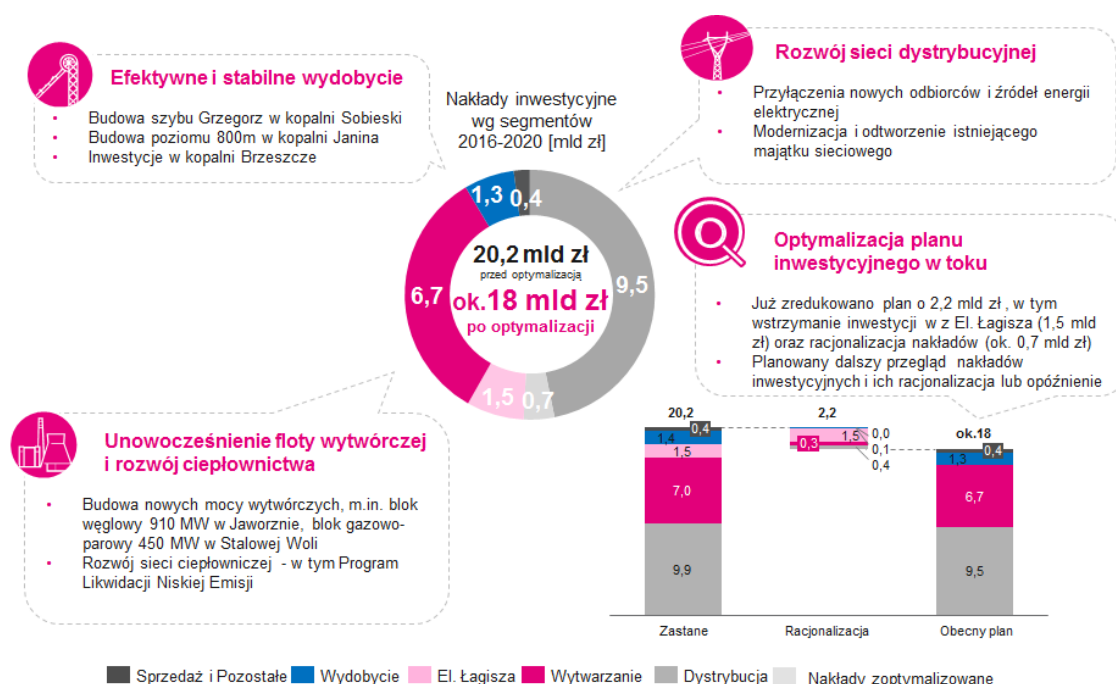 Efektywne i stabilne wydobycie
• Budowa szybu Grzegorz w kopalni Sobieski
• Budowa poziomu 800m w kopalni Janina
• Inwestycje w kopalni Brzeszcze
Nakłady inwestycyjne
wg segmentów
2016-2020 [mld zł]
Rozwój sieci dystrybucyjnej
• Przyłączenia nowych odbiorców i źródeł energii
elektrycznej
• Modernizacja i odtworzenie istniejącego
majątku sieciowego
1,3
0,4
6,7
9,5
1,5
0,7
20,2 mld zł
przed optymalizacją
ok.18 mld zł
po optymalizacji
Optymalizacja planu
inwestycyjnego w toku
• Już zredukowano plan o 2,2 mld zł , w tym
wstrzymanie inwestycji w z El. Łagisza (1,5 mld
zł) oraz racjonalizacja nakładów (ok. 0,7 mld zł)
• Planowany dalszy przegląd nakładów
inwestycyjnych i ich racjonalizacja lub opóźnienie
Unowocześnienie floty wytwórczej
i rozwój ciepłownictwa
• Budowa nowych mocy wytwórczych, m.in. blok
węglowy 910 MW w Jaworznie, blok gazowo-
parowy 450 MW w Stalowej Woli
• Rozwój sieci ciepłowniczej - w tym Program
Likwidacji Niskiej Emisji
20,2
0,4
1,4
1,5
7,0
9,9
Zastane
2,2
1,5
0,0
0,3
0,1
0,4
Racjonalizacja
ok.18
0,4
1,3
6,7
9,5
Obecny plan
Sprzedaż i Pozostałe Wydobycie El. Łagisza Wytwarzanie Dystrybucja Nakłady zoptymalizowane